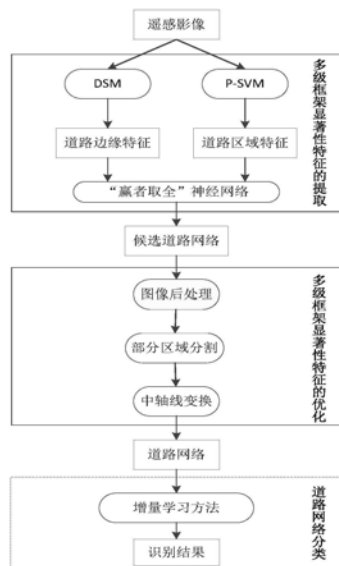 遥感影像
DSM
P-SVM
道路边缘特征
道路区域特征
“赢者取全”神经网络
多级框架显著性特征的提取
候选道路网络
图像后处理
部分区域分割
中轴线变换
多级框架显著性特征的优化
道路网络
增量学习方法
识别结果
道路网络分类